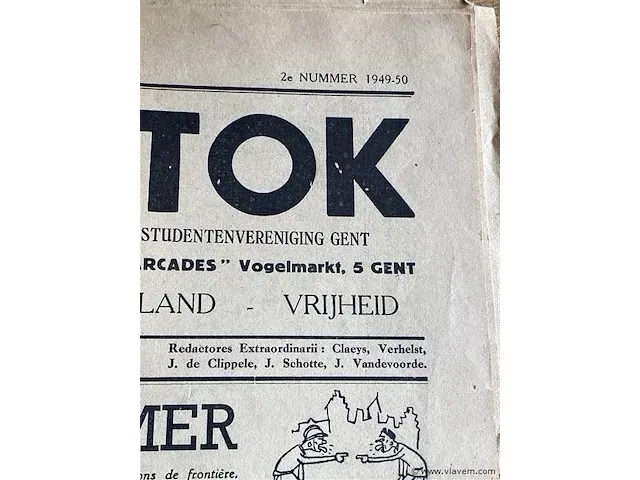 2e NUMMER 1949-50
TOK
STUDENTENVERENIGING GENT
ARCADES" Vogelmarkt, 5 GENT
LAND - VRIJHEID
Redactores Extraordinarii : Claeys, Verhelst,
J. de Clippele, J. Schotte, J. Vandevoorde.
MER
ons de frontière.
© www.vlavem.com